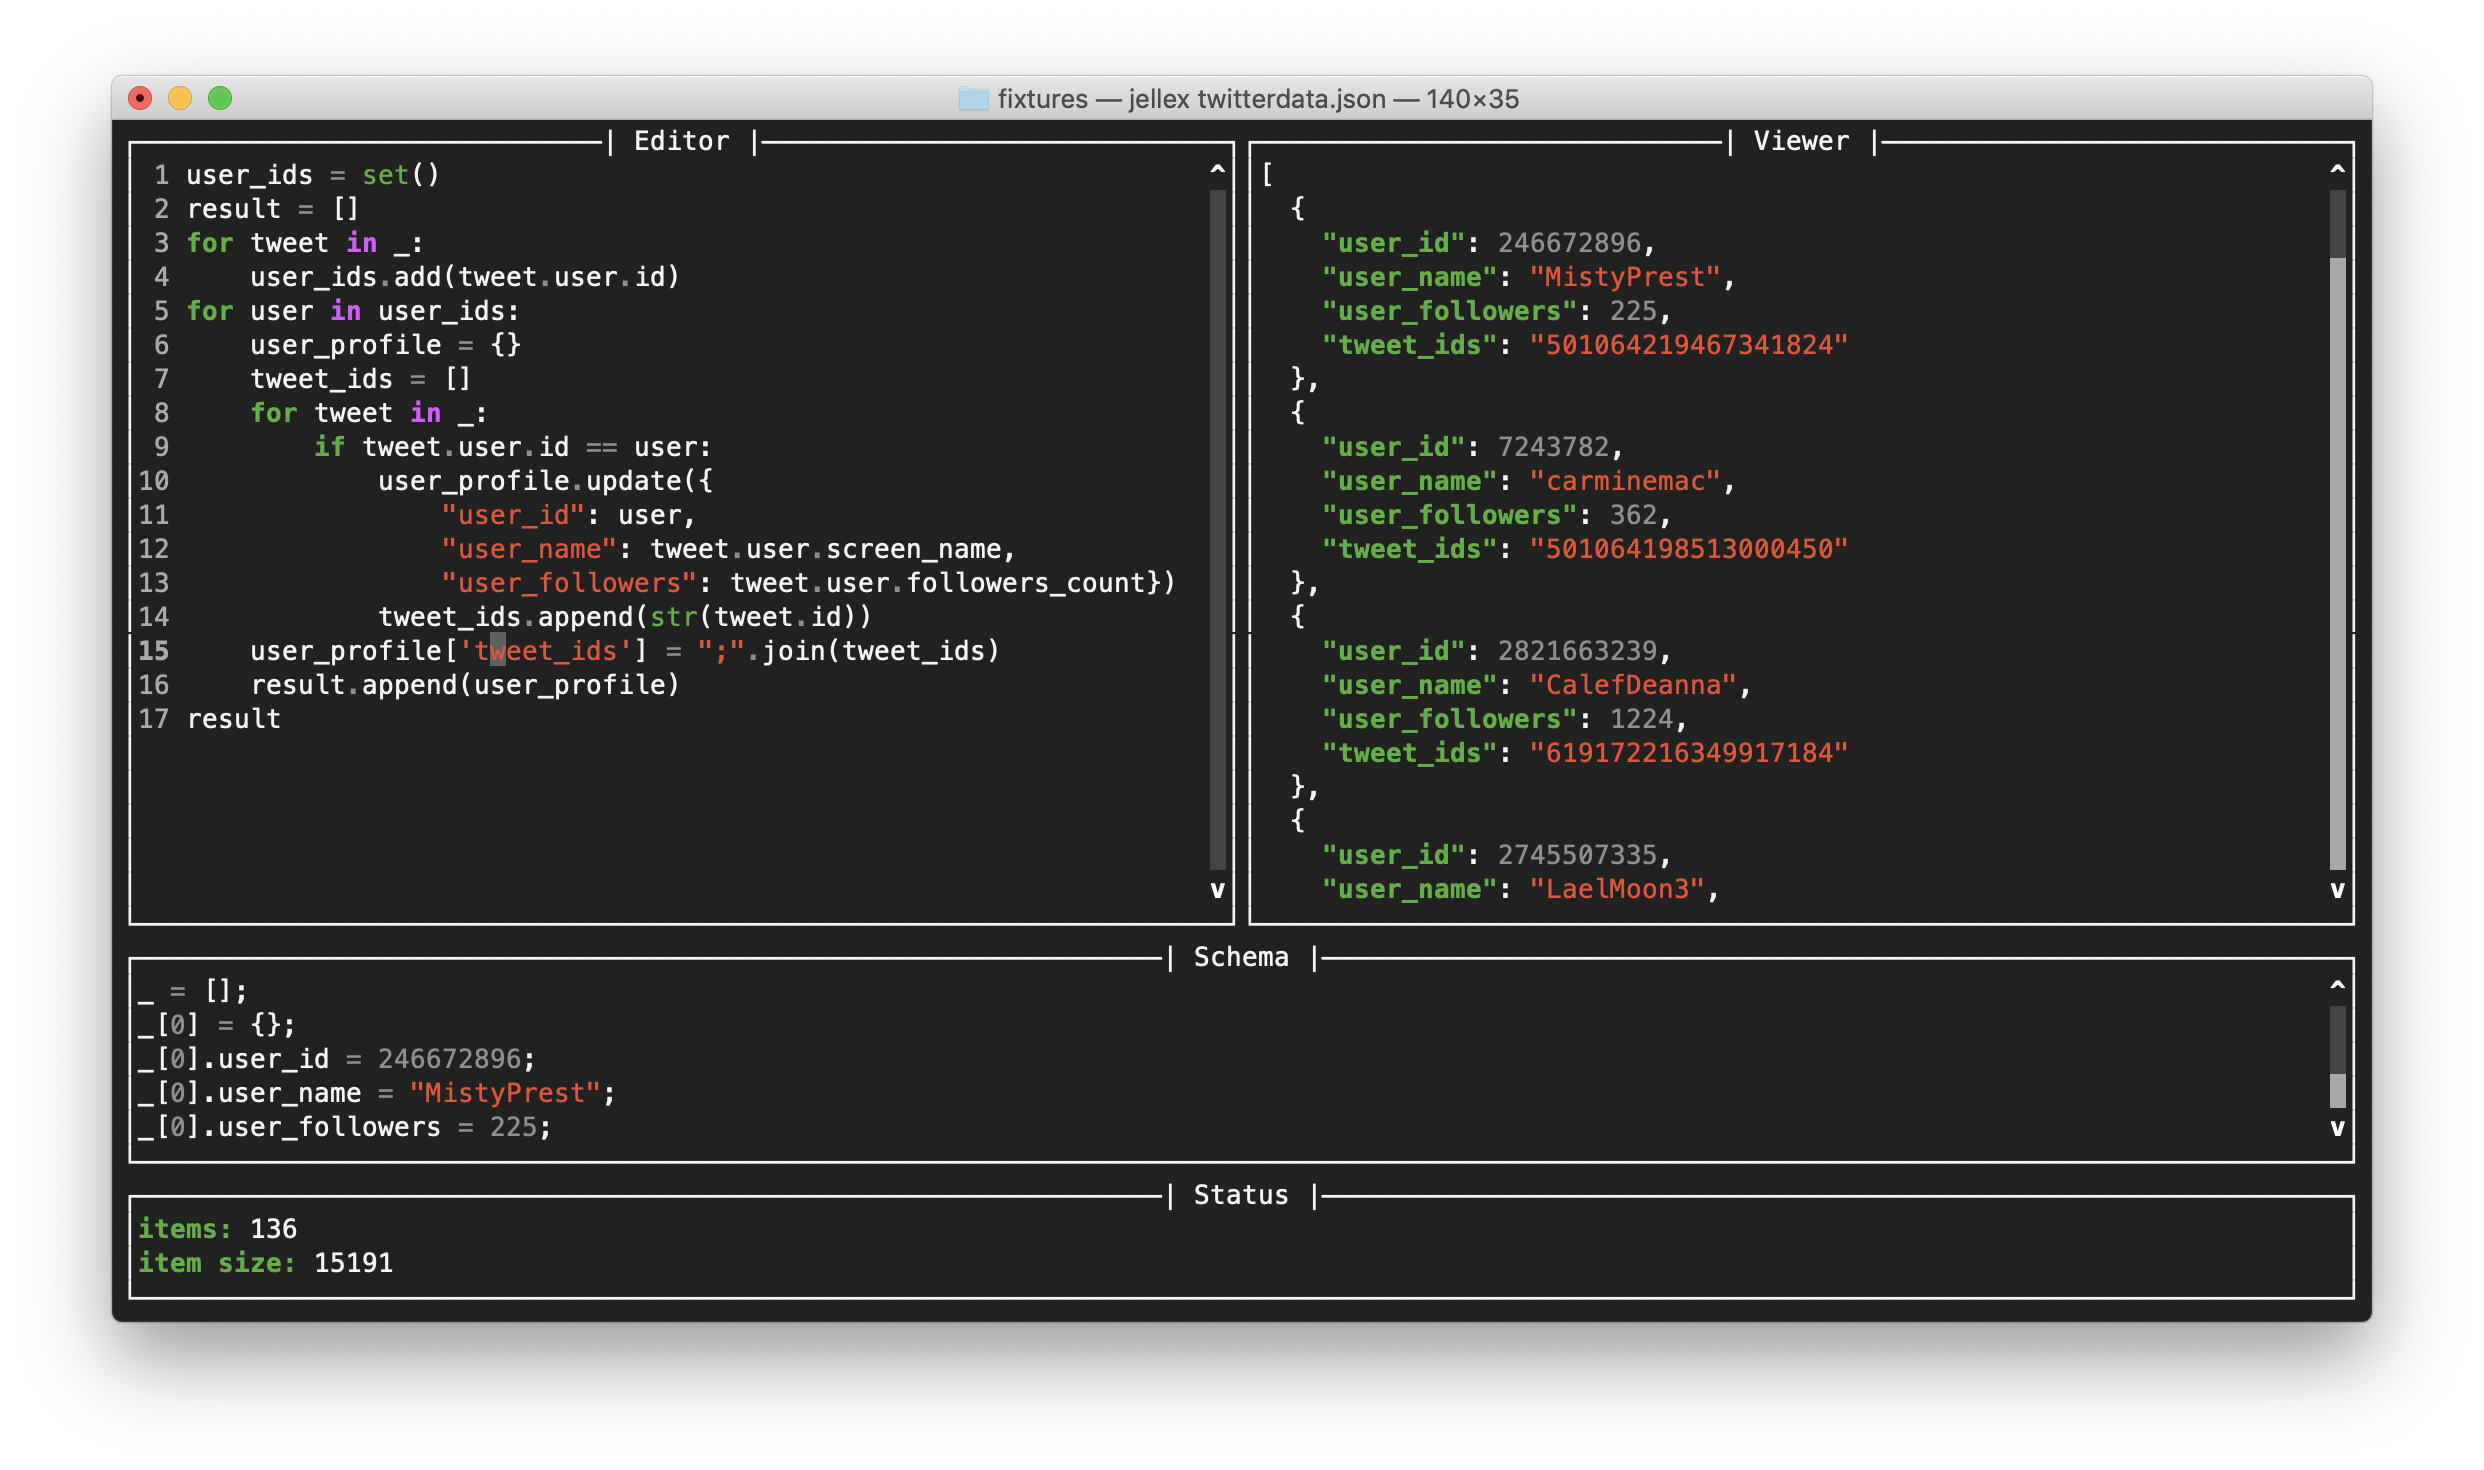 fixtures — jellex twitterdata.json — 140×35
Editor
1 user_ids = set()
2 result = []
3 for tweet in _:
4     user_ids.add(tweet.user.id)
5 for user in user_ids:
6     user_profile = {}
7     tweet_ids = []
8     for tweet in _:
9         if tweet.user.id == user:
10             user_profile.update({
11                 "user_id": user,
12                 "user_name": tweet.user.screen_name,
13                 "user_followers": tweet.user.followers_count})
14             tweet_ids.append(str(tweet.id))
15     user_profile['tweet_ids'] = ";".join(tweet_ids)
16     result.append(user_profile)
17 result
Viewer
[
  {
    "user_id": 246672896,
    "user_name": "MistyPrest",
    "user_followers": 225,
    "tweet_ids": "501064219467341824"
  },
  {
    "user_id": 7243782,
    "user_name": "carminemac",
    "user_followers": 362,
    "tweet_ids": "501064198513000450"
  },
  {
    "user_id": 2821663239,
    "user_name": "CalefDeanna",
    "user_followers": 1224,
    "tweet_ids": "619172216349917184"
  },
  {
    "user_id": 2745507335,
    "user_name": "LaelMoon3",
Schema
_ = [];
_[0] = {};
_[0].user_id = 246672896;
_[0].user_name = "MistyPrest";
_[0].user_followers = 225;
Status
items: 136
item size: 15191